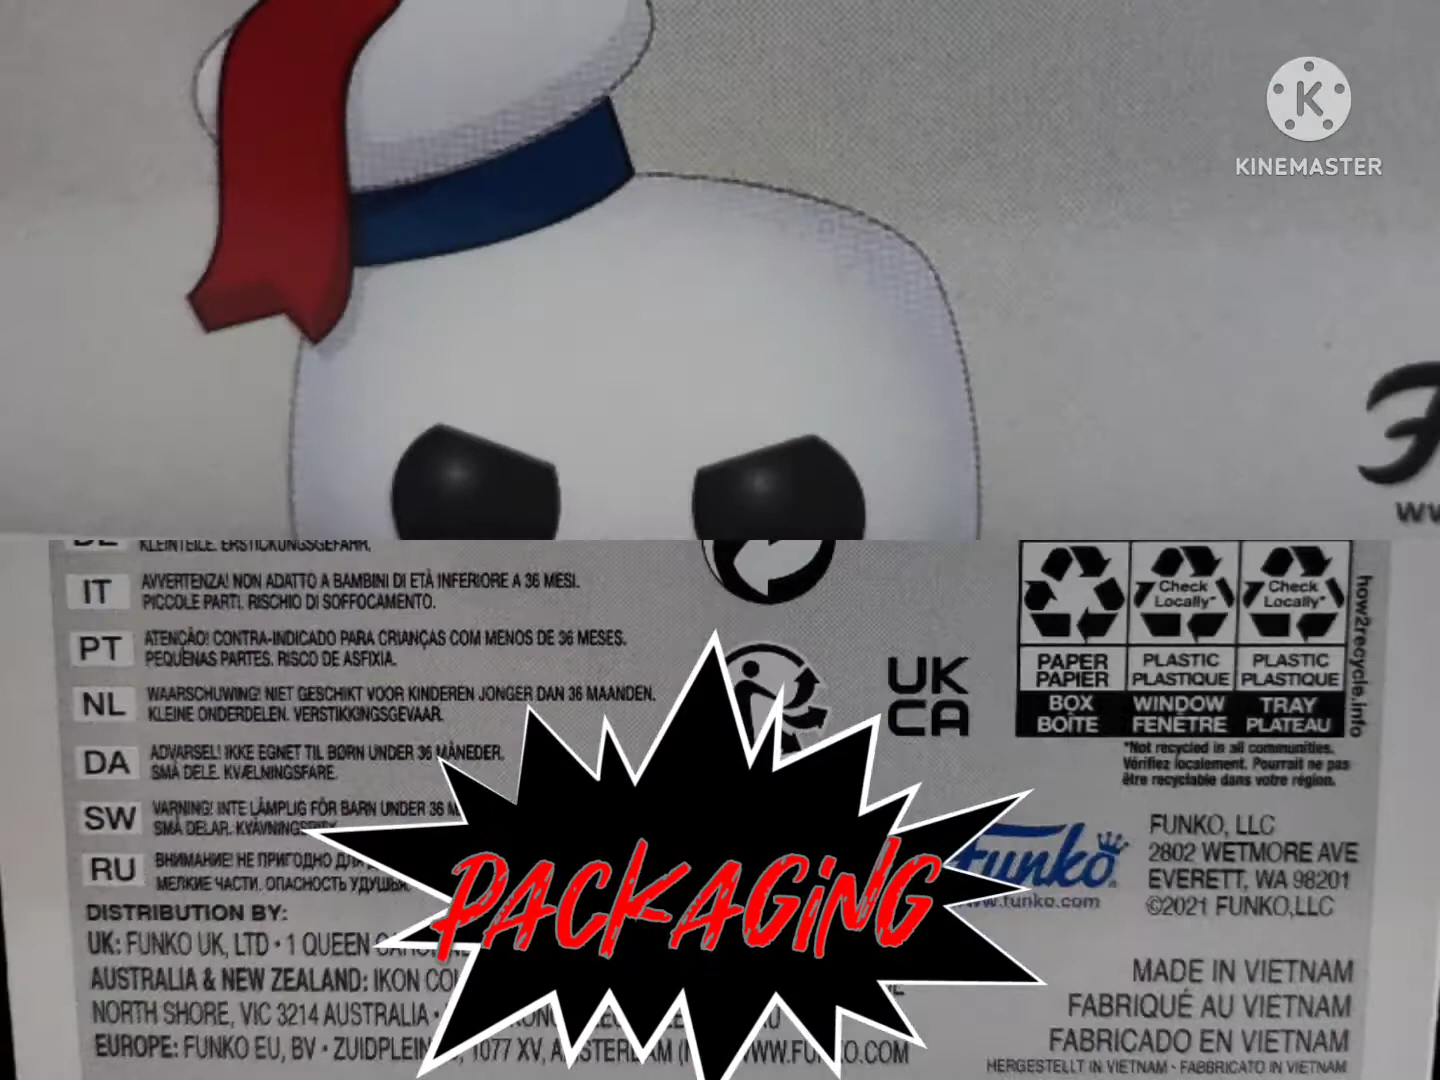 KINEMASTER
KLEINTEILE. ERSTICKUNGSGEFAHR.
IT
AVVERTENZA! NON ADATTO A BAMBINI DI ETÀ INFERIORE A 36 MESI.
PICCOLE PARTI. RISCHIO DI SOFFOCAMENTO.
PT
ATENÇÃO! CONTRA-INDICADO PARA CRIANÇAS COM MENOS DE 36 MESES.
PEQUENAS PARTES. RISCO DE ASFIXIA.
NL
WAARSCHUWING! NIET GESCHIKT VOOR KINDEREN JONGER DAN 36 MAANDEN.
KLEINE ONDERDELEN. VERSTIKKINGSGEVAAR.
DA
ADVARSEL! IKKE EGNET TIL BØRN UNDER 36 MÅNEDER.
SMÅ DELE. KVÆLNINGSFARE.
SW
VARNING! INTE LÄMPLIG FÖR BARN UNDER 36
SMÅ DELAR.
RU
ВНИМАНИЕ! НЕ ПРИГОДНО ДЛЯ
МЕЛКИЕ ЧАСТИ. ОПАСНОСТЬ
DISTRIBUTION BY:
UK: FUNKO UK, LTD • 1 QUEEN
AUSTRALIA & NEW ZEALAND: IKON
NORTH SHORE, VIC 3214 AUSTRALIA •
EUROPE: FUNKO EU, BV • ZUIDPLEIN 1077 XV, AMSTERDAM WWW.FUNKO.COM
PACKAGING
UK
CA
Check Locally*
Check Locally*
PAPER PAPIER
PLASTIC PLASTIQUE
PLASTIC PLASTIQUE
BOX BOÎTE
WINDOW FENÊTRE
TRAY PLATEAU
how2recycle.info
*Not recycled in all communities.
Vérifiez localement. Pourrait ne pas
être recyclable dans votre région.
Funko
www.funko.com
FUNKO, LLC
2802 WETMORE AVE
EVERETT, WA 98201
©2021 FUNKO,LLC
MADE IN VIETNAM
FABRIQUÉ AU VIETNAM
FABRICADO EN VIETNAM
HERGESTELLT IN VIETNAM • FABBRICATO IN VIETNAM